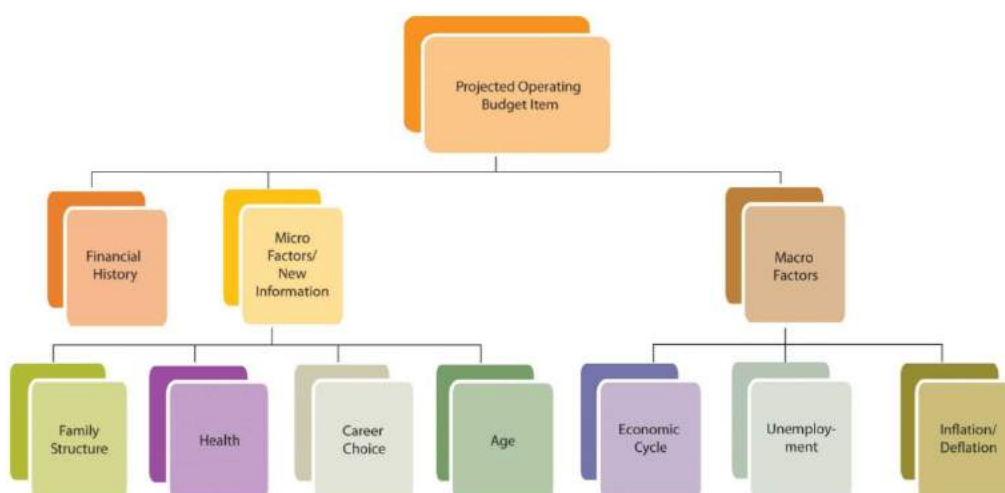 Projected Operating
Budget Item
Financial
History
Micro
Factors/
New
Information
Macro
Factors
Family
Structure
Health
Career
Choice
Age
Economic
Cycle
Unemploy-
ment
Inflation/
Deflation